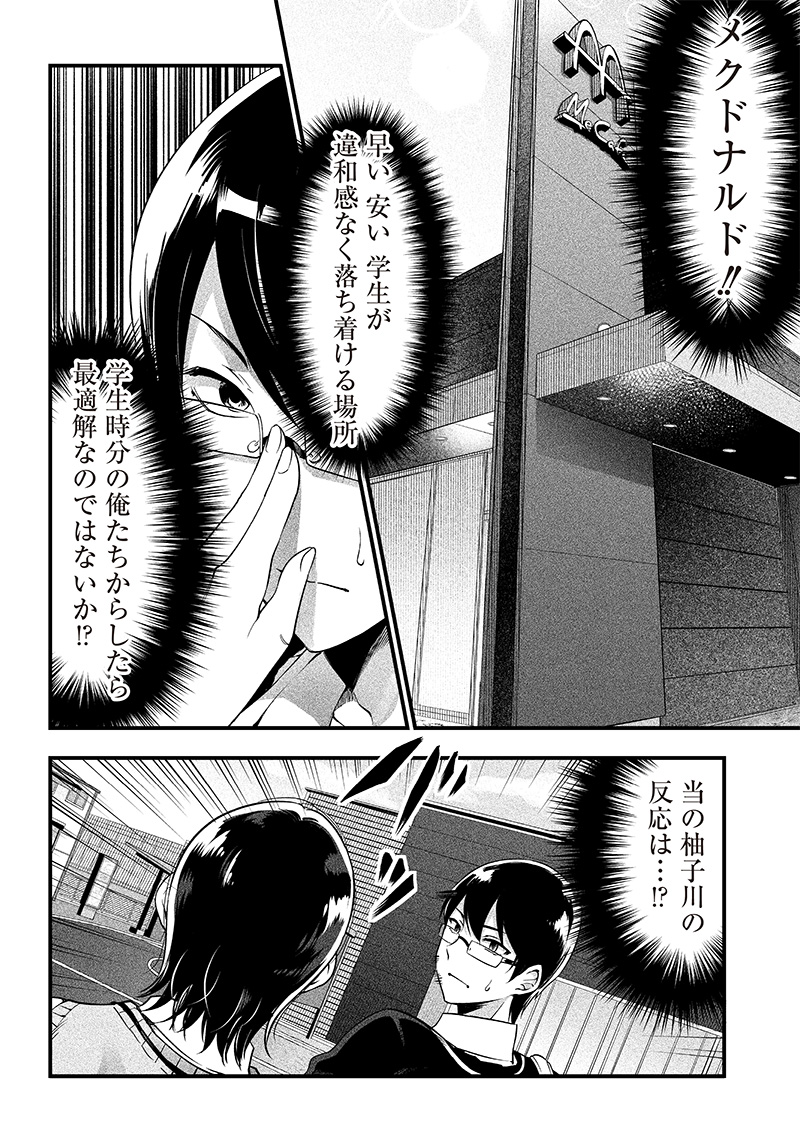 メクドナルド!!
早い 安い 学生が
違和感なく落ち着ける場所
学生時分の俺たちからしたら
最適解なのではないか!?
当の柚子川の
反応は…!?